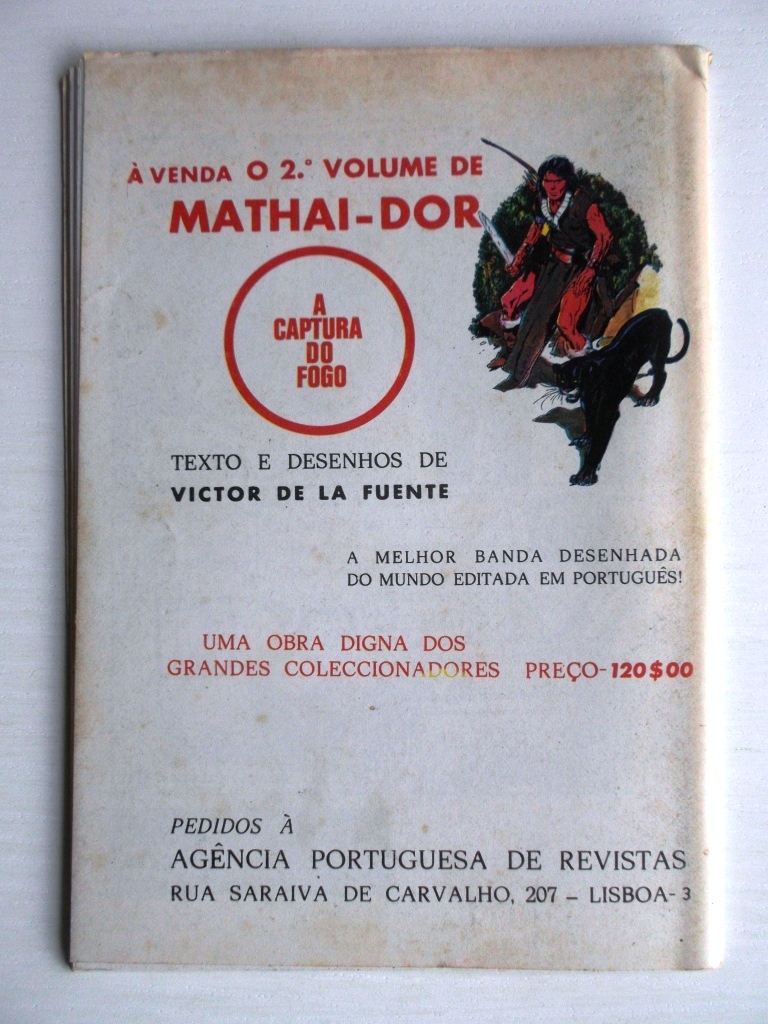 À VENDA O 2.º VOLUME DE
MATHAI-DOR
A
CAPTURA
DO
FOGO
TEXTO E DESENHOS DE
VICTOR DE LA FUENTE
A MELHOR BANDA DESENHADA
DO MUNDO EDITADA EM PORTUGUÊS!
UMA OBRA DIGNA DOS
GRANDES COLECCIONADORES PREÇO-120$00
PEDIDOS À
AGÊNCIA PORTUGUESA DE REVISTAS
RUA SARAIVA DE CARVALHO, 207 – LISBOA-3